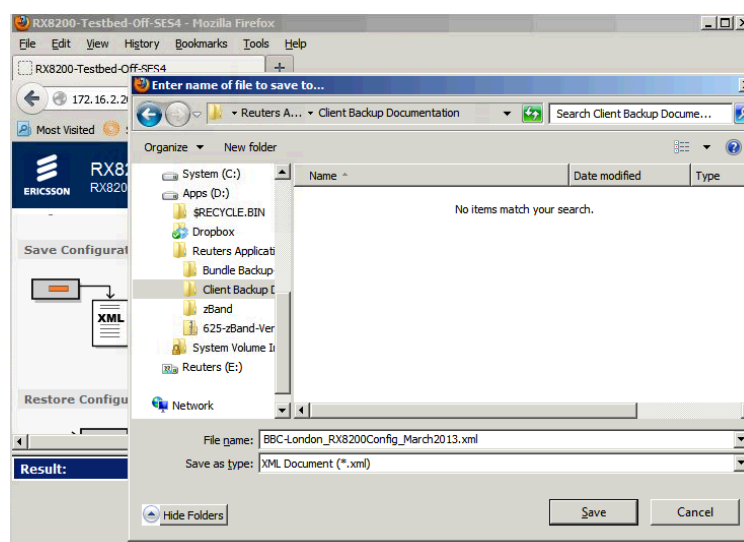 RX8200-Testbed-Off-SES4 - Mozilla Firefox
File Edit View History Bookmarks Tools Help
RX8200-Testbed-Off-SES4
Enter name of file to save to...
172.16.2.2
Reuters A... Client Backup Documentation
Search Client Backup Docume...
Most Visited
Organize New folder
ERICSSON
RX8
RX820
System (C:)
Name
Date modified
Type
Apps (D:)
$RECYCLE.BIN
No items match your search.
Dropbox
Save Configurat
Reuters Applicati
Bundle Backup
Client Backup D
XML
zBand
625-zBand-Ver
System Volume
Reuters (E:)
Restore Configu
Network
File name: BBC-London_RX8200Config_March2013.xml
Save as type: XML Document (*.xml)
Result:
Hide Folders
Save
Cancel